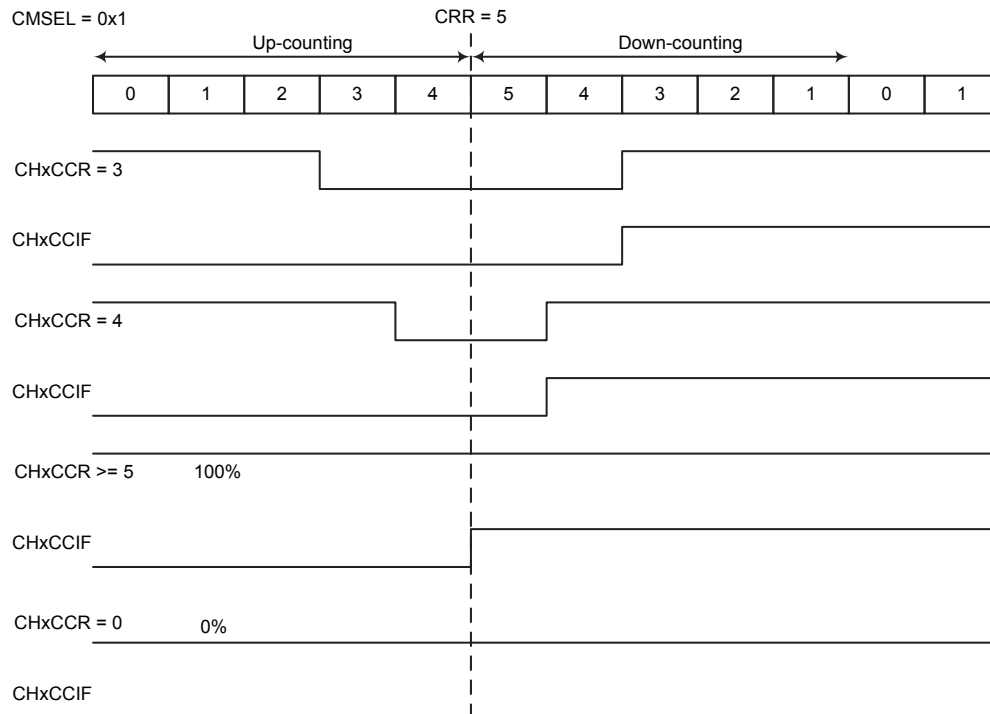 CMSEL = 0x1
CRR = 5
Up-counting Down-counting
0 1 2 3 4 5 4 3 2 1 0 1
CHxCCR = 3
CHxCCIF
CHxCCR = 4
CHxCCIF
CHxCCR >= 5 100%
CHxCCIF
CHxCCR = 0 0%
CHxCCIF